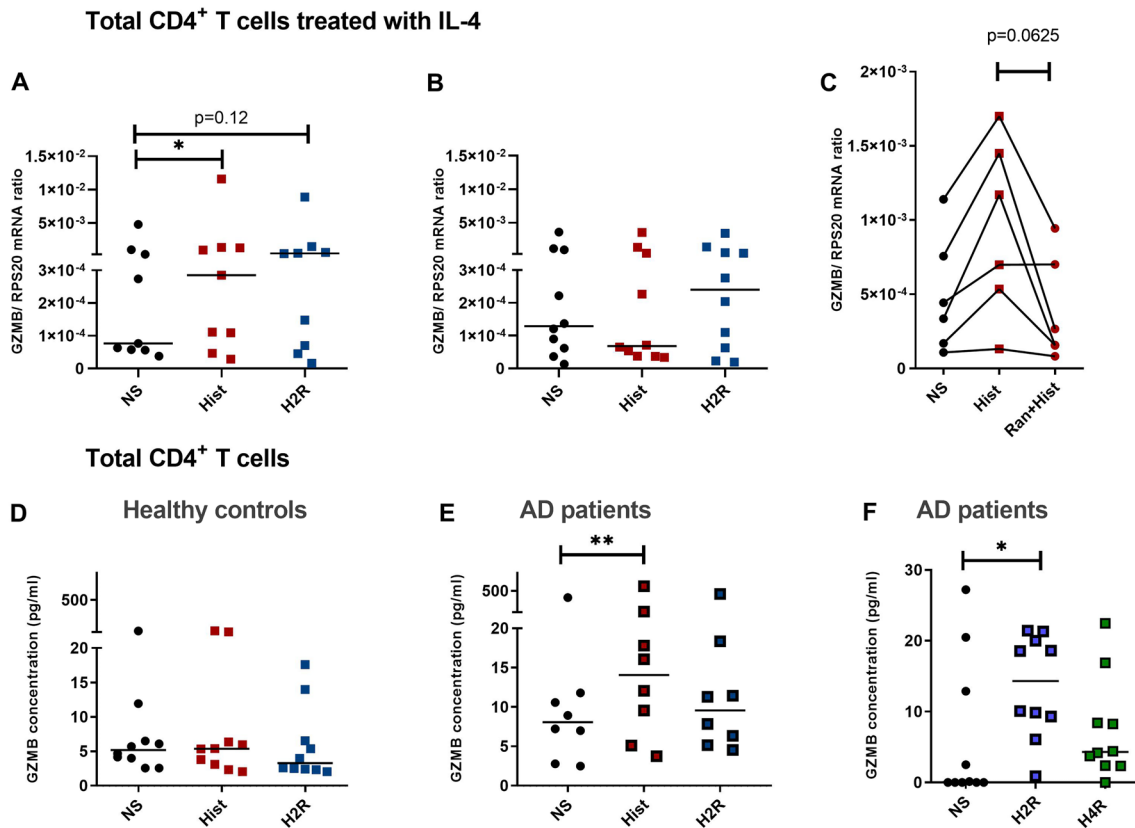 Total CD4+ T cells treated with IL-4
A
p=0.12
*
GZMB/ RPS20 mRNA ratio
1.5×10-2
1×10-2
5×10-3
3×10-4
2×10-4
1×10-4
0
NS
Hist
H2R
B
GZMB/ RPS20 mRNA ratio
1.5×10-2
1×10-2
5×10-3
3×10-4
2×10-4
1×10-4
0
NS
Hist
H2R
C
p=0.0625
GZMB/ RPS20 mRNA ratio
2×10-3
1×10-3
1×10-3
5×10-4
0
NS
Hist
Ran+Hist
Total CD4+ T cells
D
Healthy controls
GZMB concentration (pg/ml)
500
20
15
10
5
0
NS
Hist
H2R
E
AD patients
**
GZMB concentration (pg/ml)
500
20
15
10
5
0
NS
Hist
H2R
F
AD patients
*
GZMB concentration (pg/ml)
30
20
10
0
NS
H2R
H4R